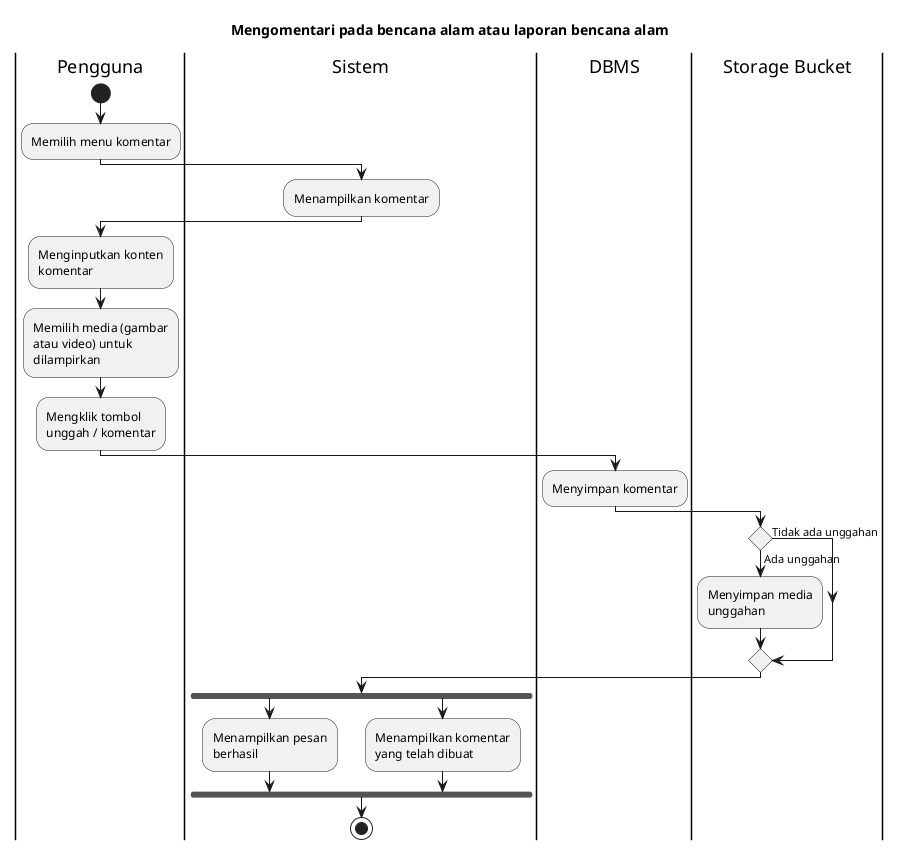 Mengomentari pada bencana alam atau laporan bencana alam
Pengguna
Sistem
DBMS
Storage Bucket
Memilih menu komentar
Menampilkan komentar
Menginputkan konten
komentar
Memilih media (gambar
atau video) untuk
dilampirkan
Mengklik tombol
unggah / komentar
Menyimpan komentar
Tidak ada unggahan
Ada unggahan
Menyimpan media
unggahan
Menampilkan pesan
berhasil
Menampilkan komentar
yang telah dibuat